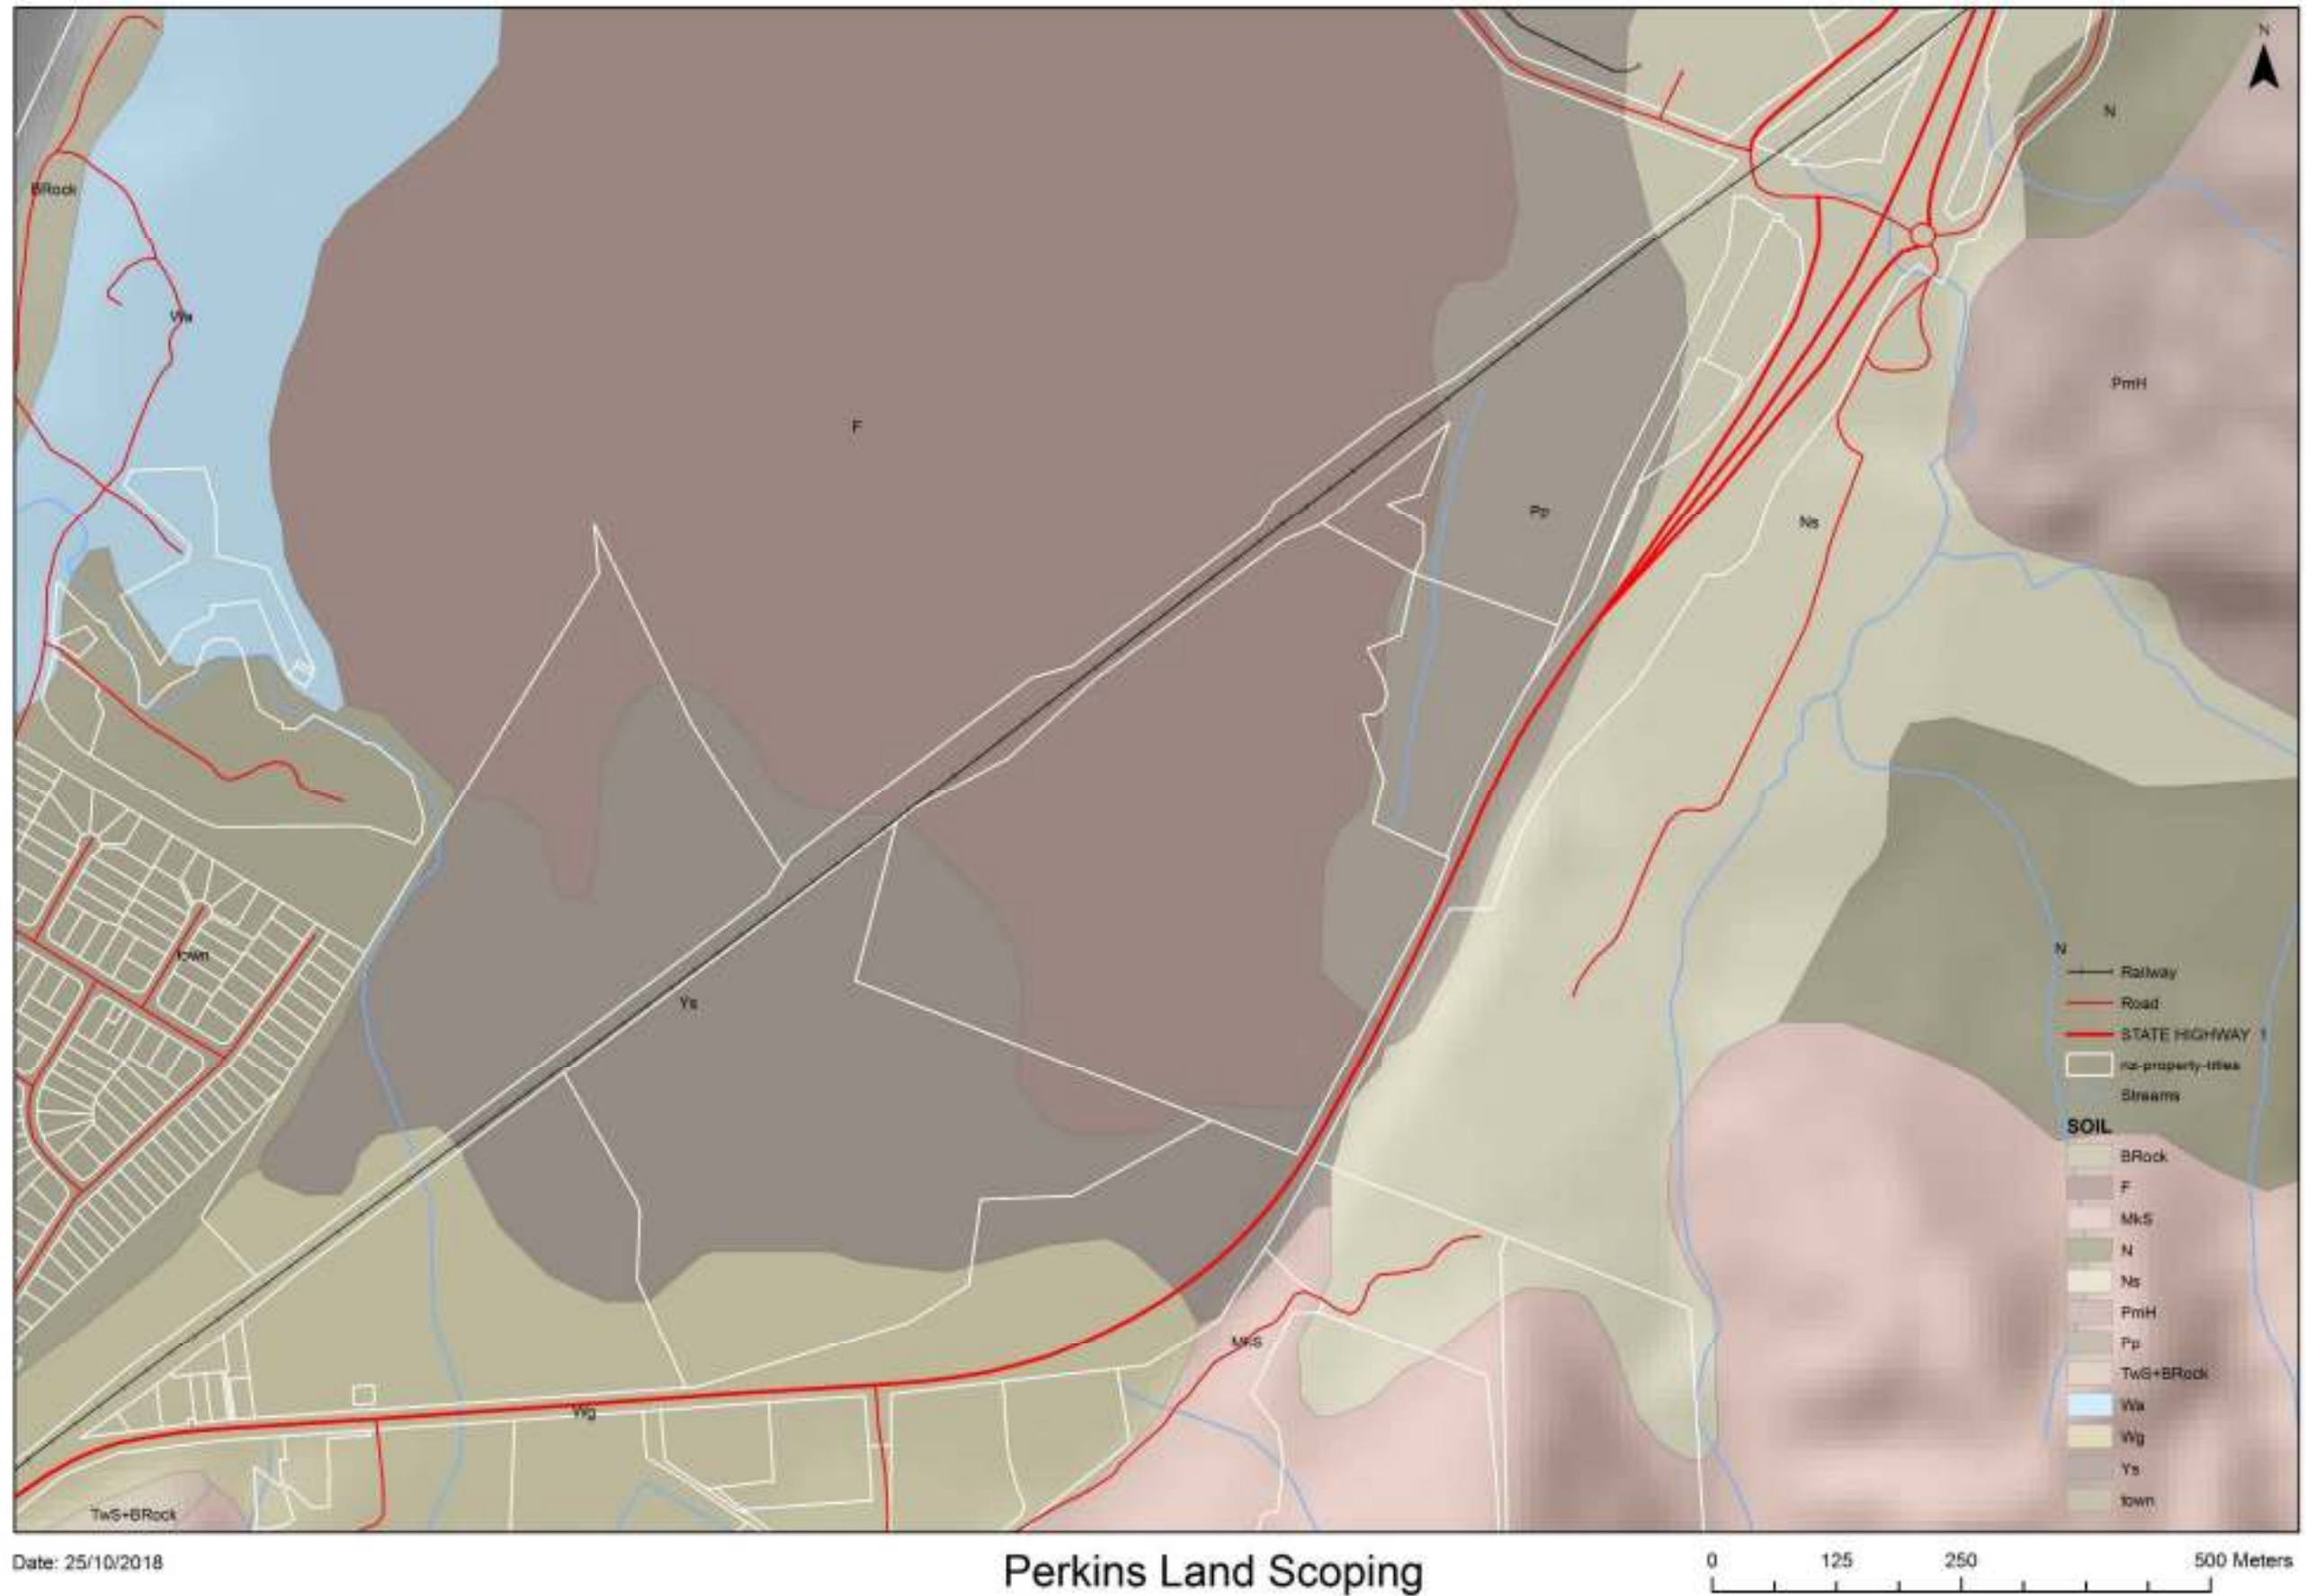 N
N
BRock
Wa
PmH
F
Pp
Ns
town
Ys
N
Railway
Road
STATE HIGHWAY 1
nz-property-titles
Streams
SOIL
BRock
F
MkS
N
Ns
PmH
Pp
TwS+BRock
Wa
Wg
Ys
town
MkS
Wg
TwS+BRock
Date: 25/10/2018
Perkins Land Scoping
0 125 250 500 Meters